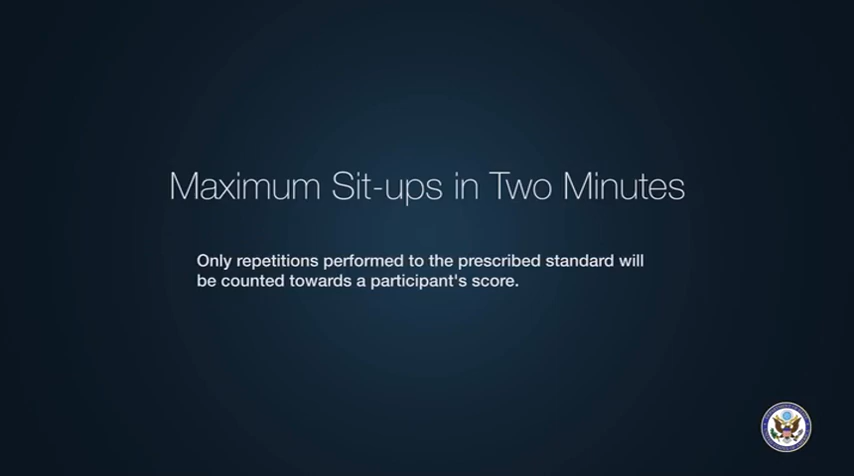 Maximum Sit-ups in Two Minutes
Only repetitions performed to the prescribed standard will
be counted towards a participant's score.